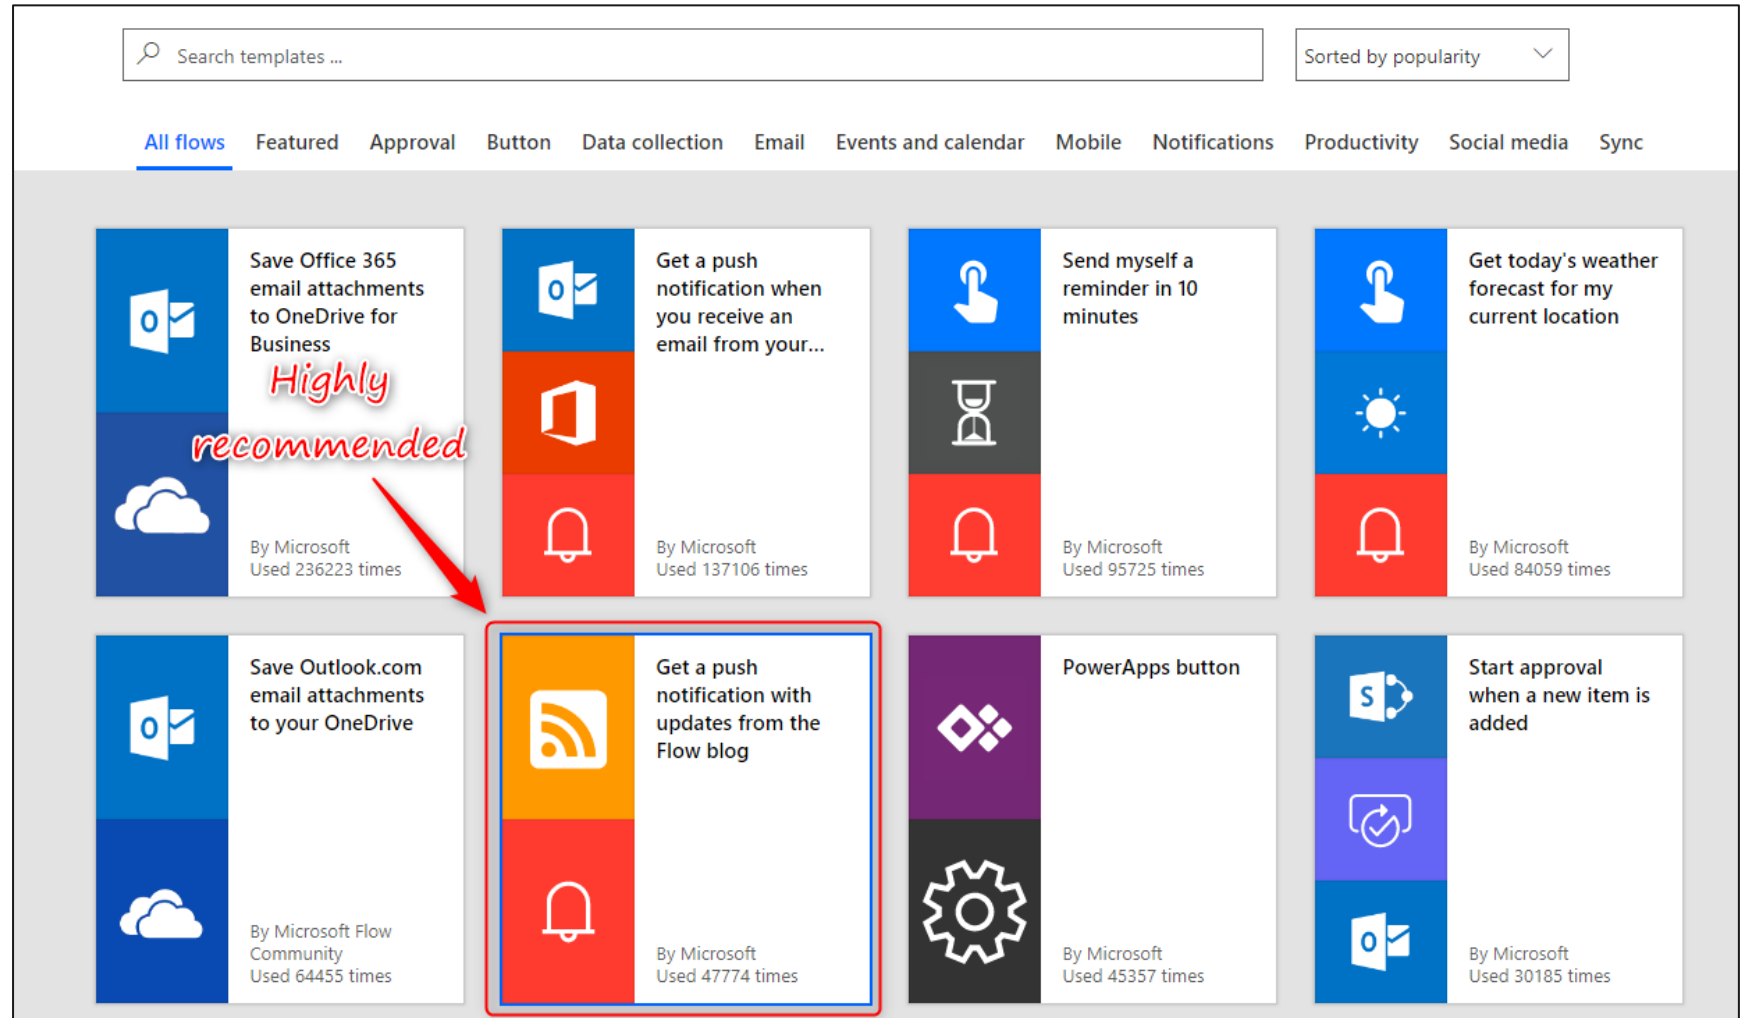 Search templates ...
Sorted by popularity
All flows Featured Approval Button Data collection Email Events and calendar Mobile Notifications Productivity Social media Sync
Save Office 365
email attachments
to OneDrive for
Business
By Microsoft
Used 236223 times
Get a push
notification when
you receive an
email from your...
By Microsoft
Used 137106 times
Send myself a
reminder in 10
minutes
By Microsoft
Used 95725 times
Get today's weather
forecast for my
current location
By Microsoft
Used 84059 times
Highly
recommended
Save Outlook.com
email attachments
to your OneDrive
By Microsoft Flow
Community
Used 64455 times
Get a push
notification with
updates from the
Flow blog
By Microsoft
Used 47774 times
PowerApps button
By Microsoft
Used 45357 times
Start approval
when a new item is
added
By Microsoft
Used 30185 times